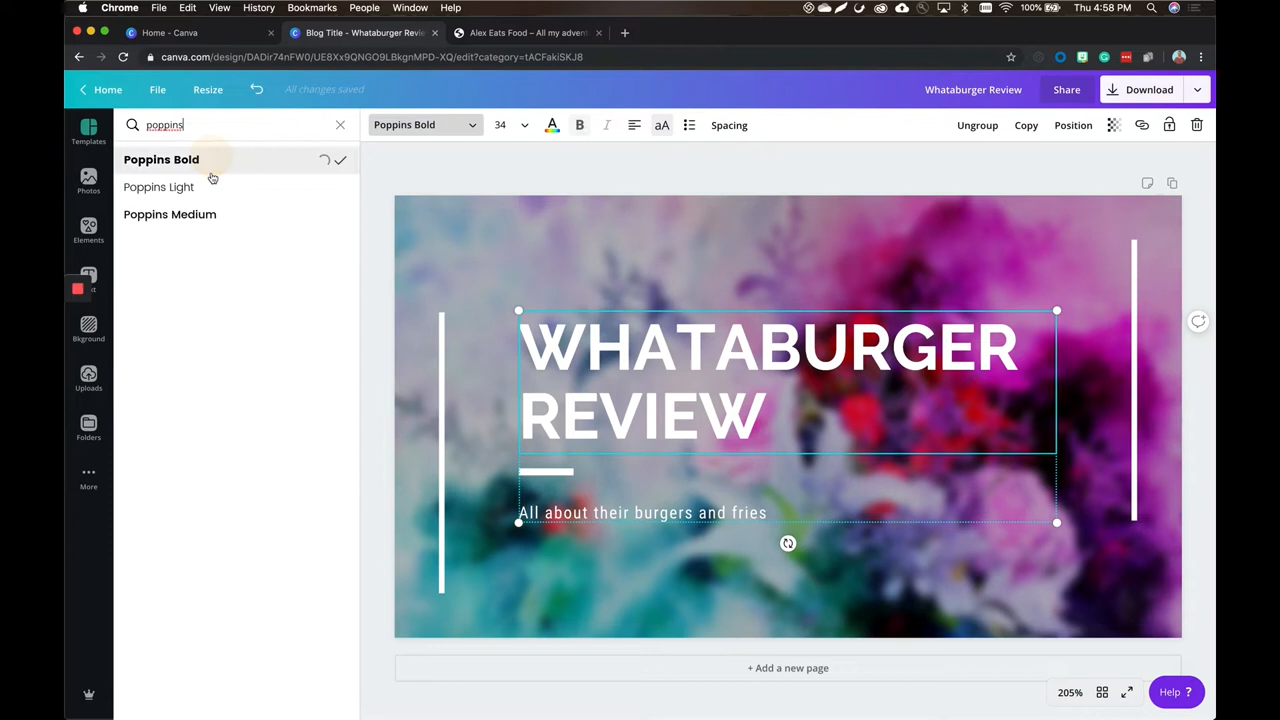 Chrome File Edit View History Bookmarks People Window Help 100% Thu 4:58 PM
Home - Canva Blog Title - Whataburger Revie Alex Eats Food – All my advent
canva.com/design/DADir74nFW0/UE8Xx9QNGO9LBkgnMPD-XQ/edit?category=tACFakiSKJ8
Home File Resize All changes saved Whataburger Review Share Download
poppins Poppins Bold 34 A B I aA Spacing Ungroup Copy Position
Templates
Poppins Bold
Poppins Light
Photos
Poppins Medium
Elements
Bkground
Uploads
Folders
More
WHATABURGER
REVIEW
All about their burgers and fries
+ Add a new page
205% Help ?